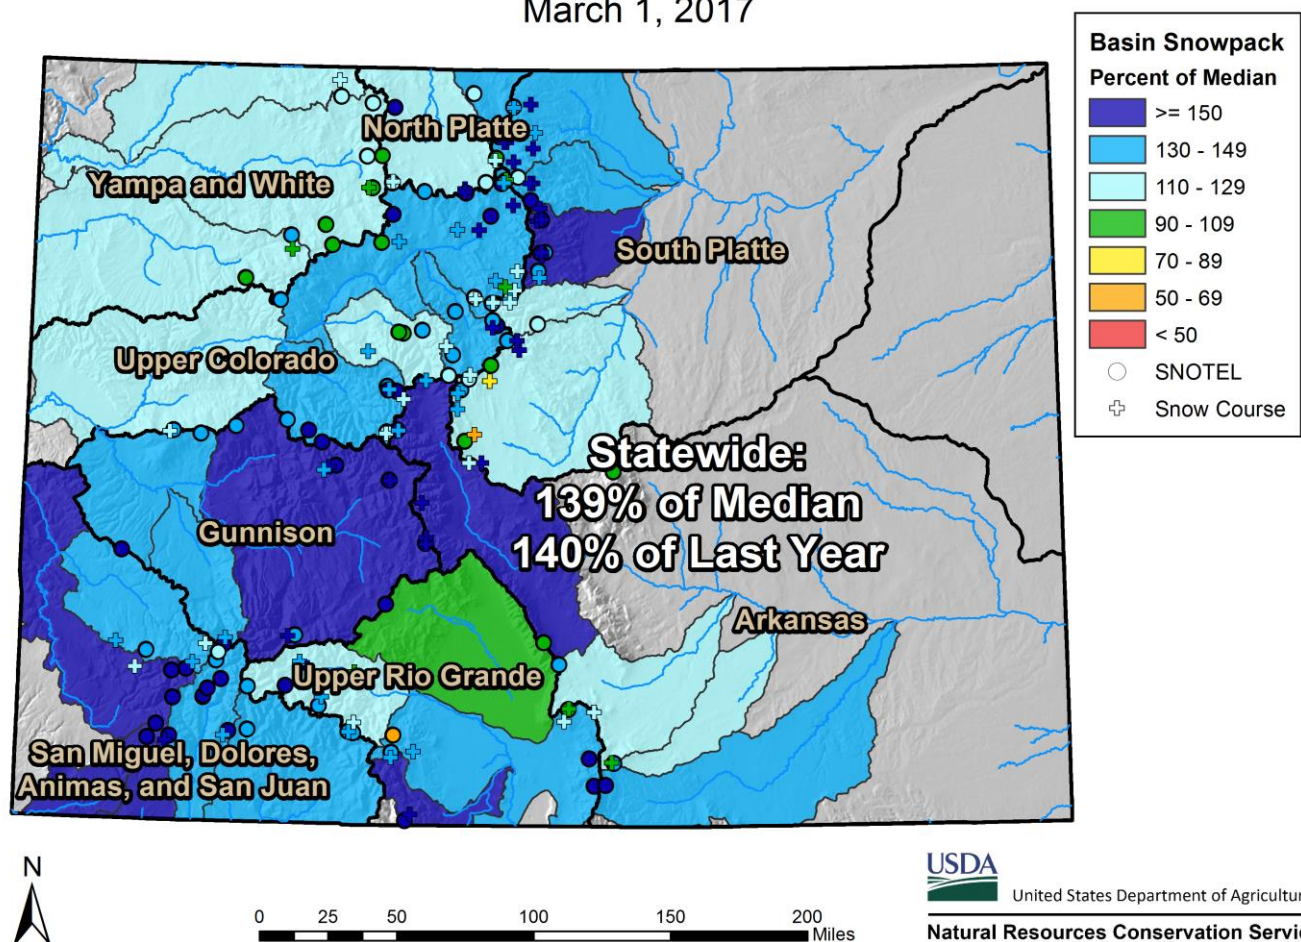 March 1, 2017
Basin Snowpack
Percent of Median
>= 150
130 - 149
110 - 129
90 - 109
70 - 89
50 - 69
< 50
SNOTEL
Snow Course
North Platte
Yampa and White
South Platte
Upper Colorado
Statewide:
139% of Median
140% of Last Year
Gunnison
Arkansas
Upper Rio Grande
San Miguel, Dolores,
Animas, and San Juan
N
0 25 50 100 150 200
Miles
USDA
United States Department of Agricultur
Natural Resources Conservation Servi